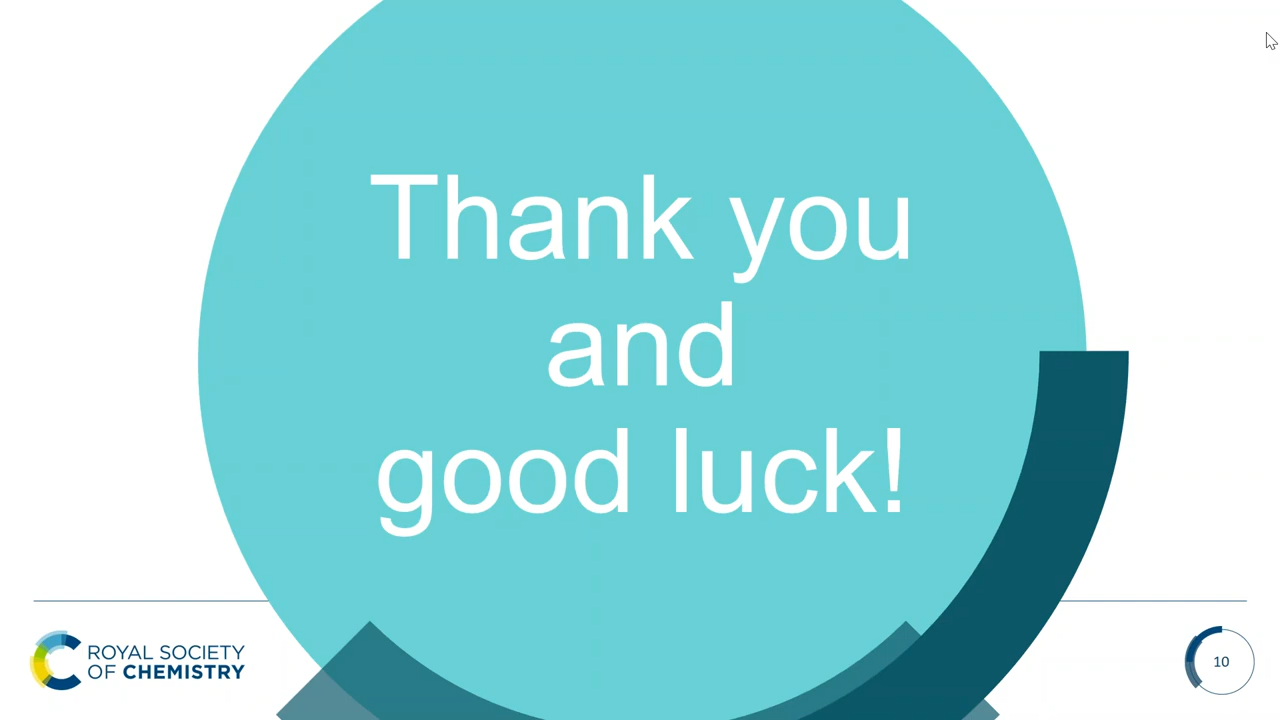 Thank you
and
good luck!
ROYAL SOCIETY
OF CHEMISTRY
10